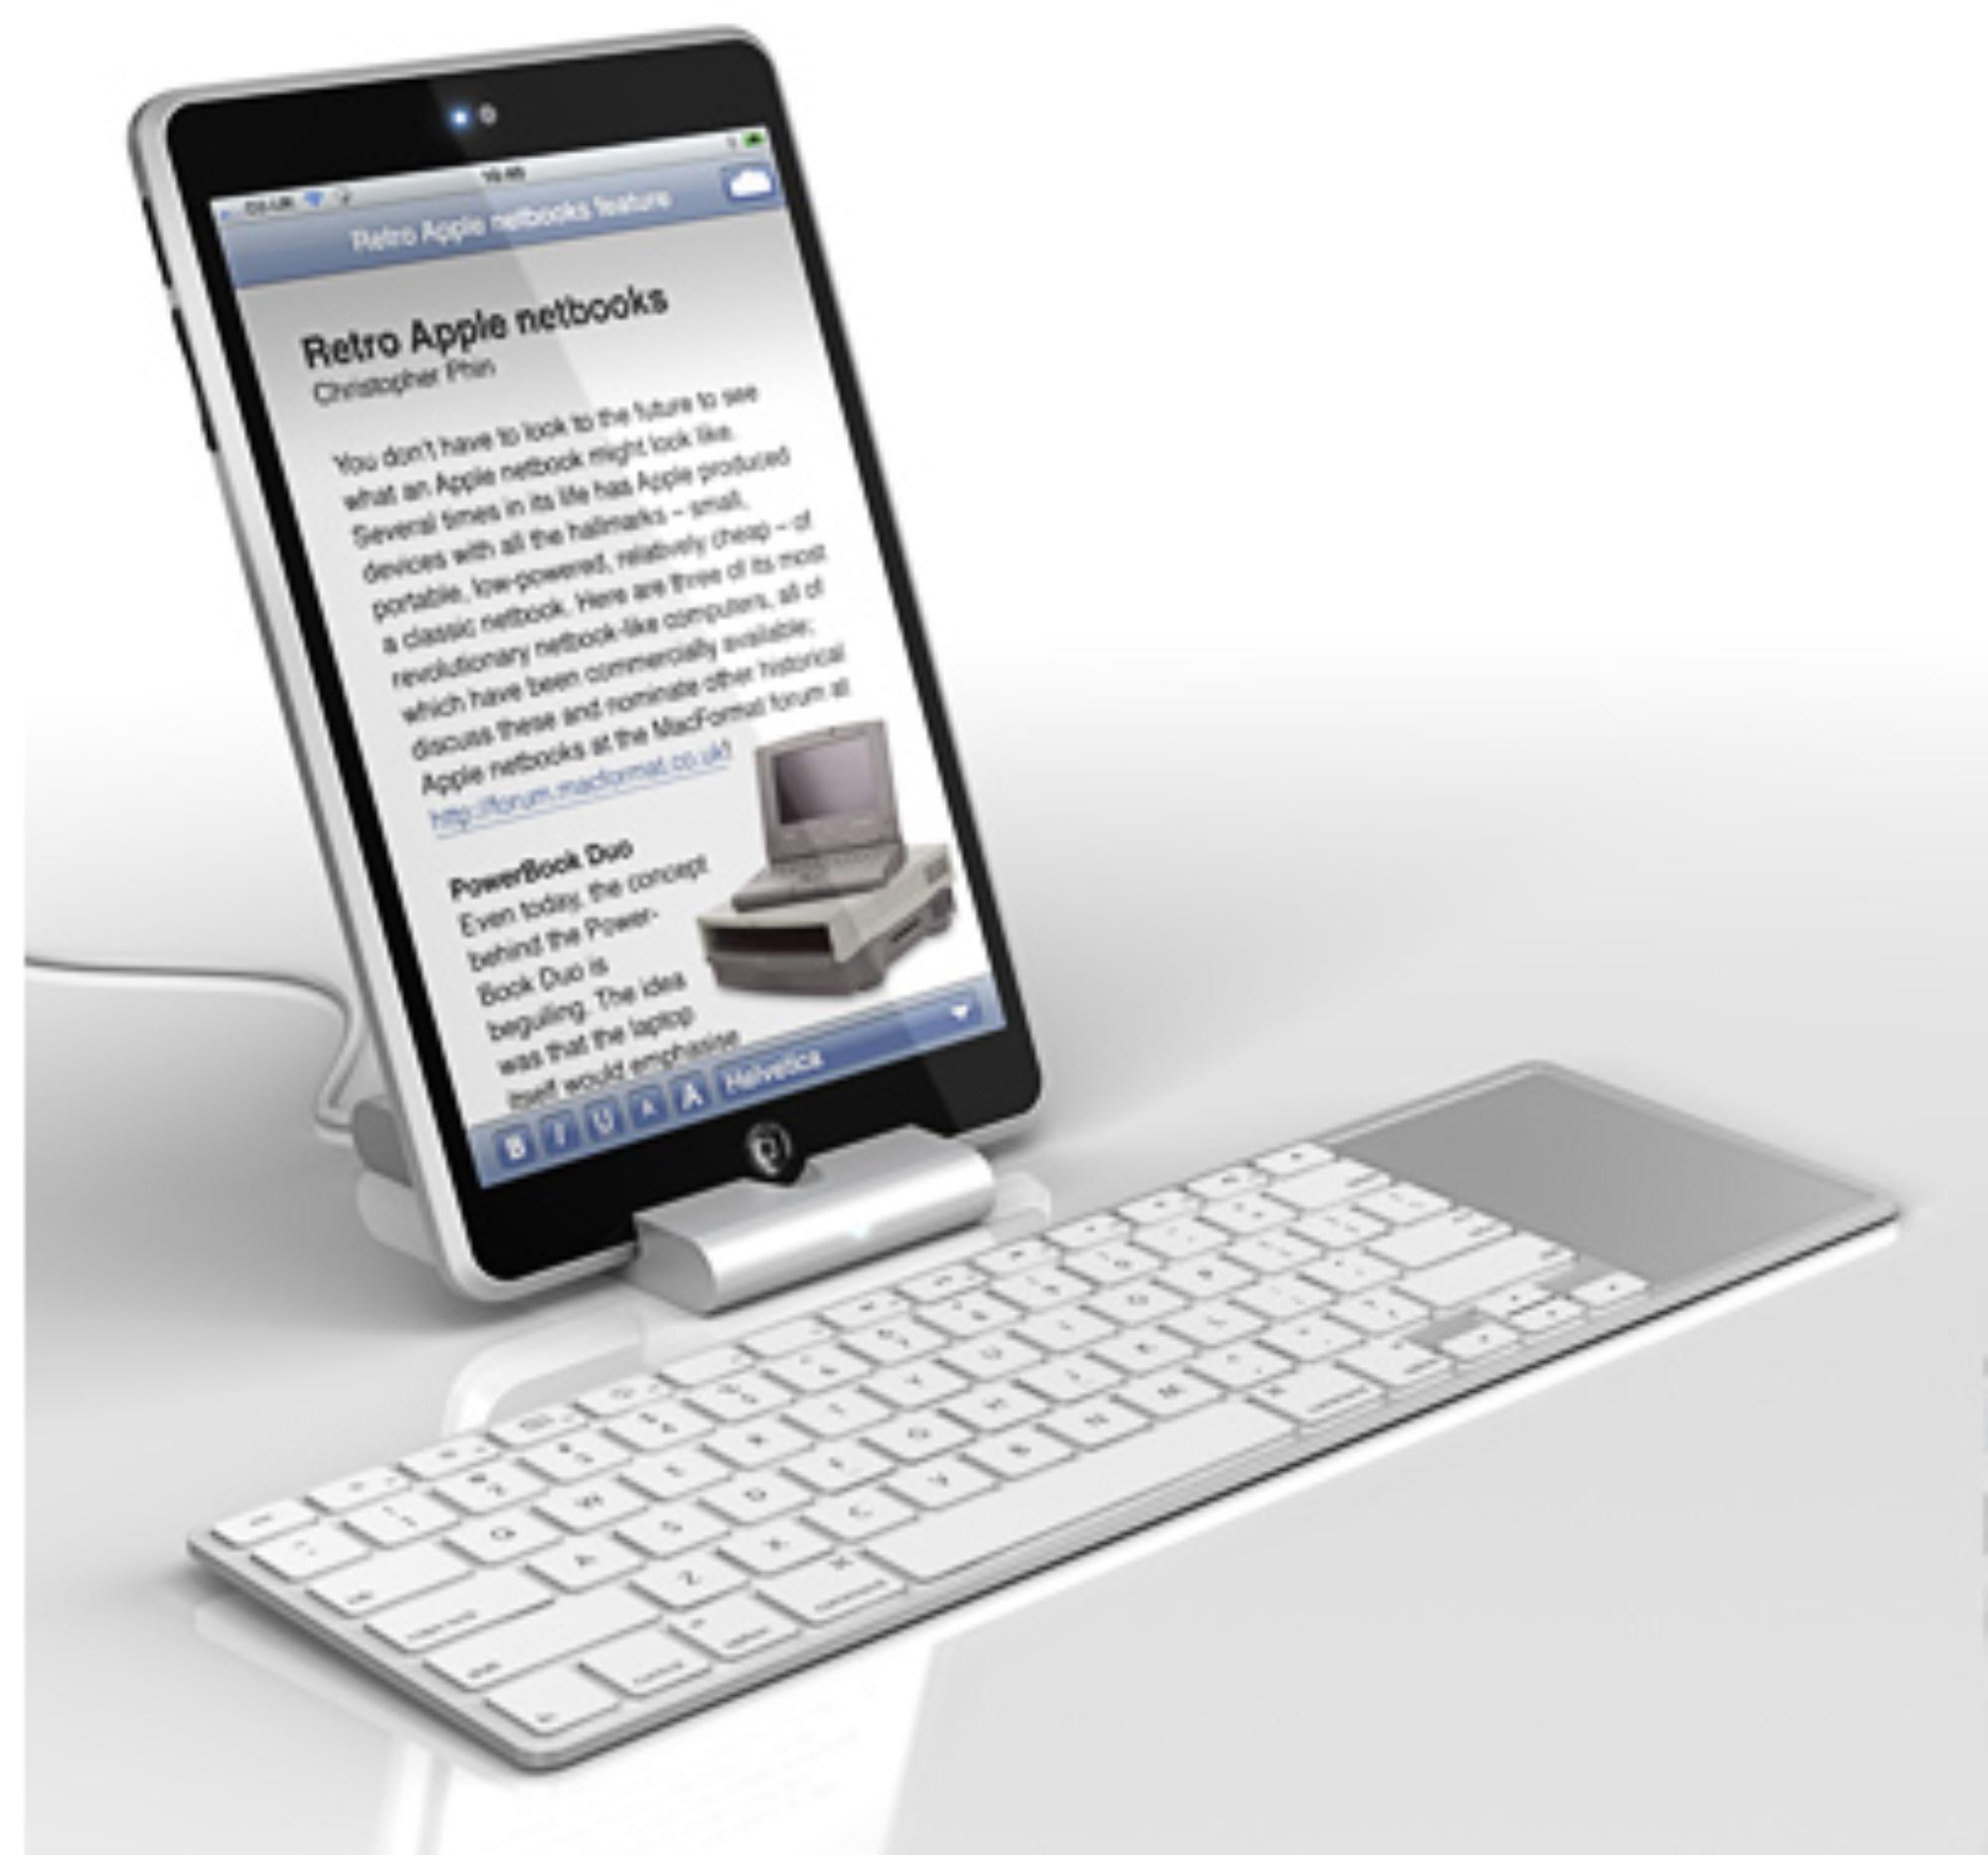 Retro Apple netbooks feature
Retro Apple netbooks
Christopher Phin
You don't have to look to the future to see
what an Apple netbook might look like.
Several times in its life has Apple produced
devices with all the hallmarks – small,
portable, low-powered, relatively cheap – of
a classic netbook. Here are three of its most
revolutionary netbook-like computers, all of
which have been commercially available;
discuss these and nominate other historical
Apple netbooks at the MacFormat forum at
http://forum.macformat.co.uk!
PowerBook Duo
Even today, the concept
behind the Power-
Book Duo is
beguiling. The idea
was that the laptop
itself would emphasise
B I U A A Helvetica
Q W E R T Y U I O P
A S D F G H J K L
Z X C V B N M